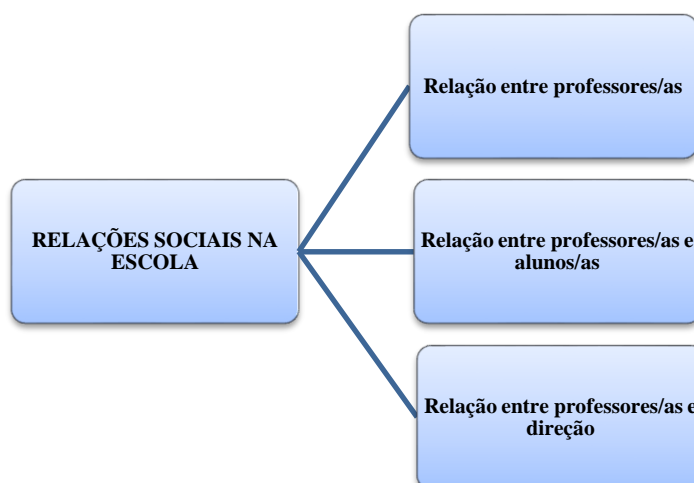 Relação entre professores/as
RELAÇÕES SOCIAIS NA
ESCOLA
Relação entre professores/as e
alunos/as
Relação entre professores/as e
direção